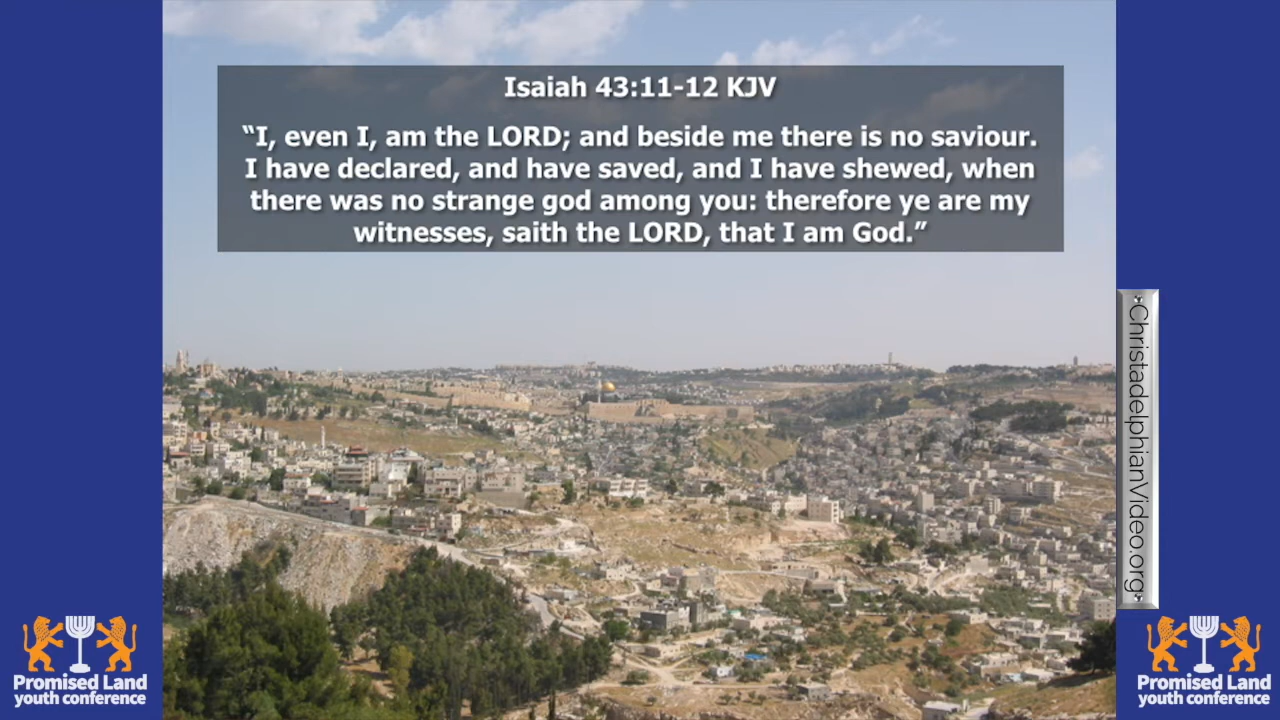 Isaiah 43:11-12 KJV
“I, even I, am the LORD; and beside me there is no saviour.
I have declared, and have saved, and I have shewed, when
there was no strange god among you: therefore ye are my
witnesses, saith the LORD, that I am God.”
ChristadelphianVideo.org
Promised Land
youth conference
Promised Land
youth conference